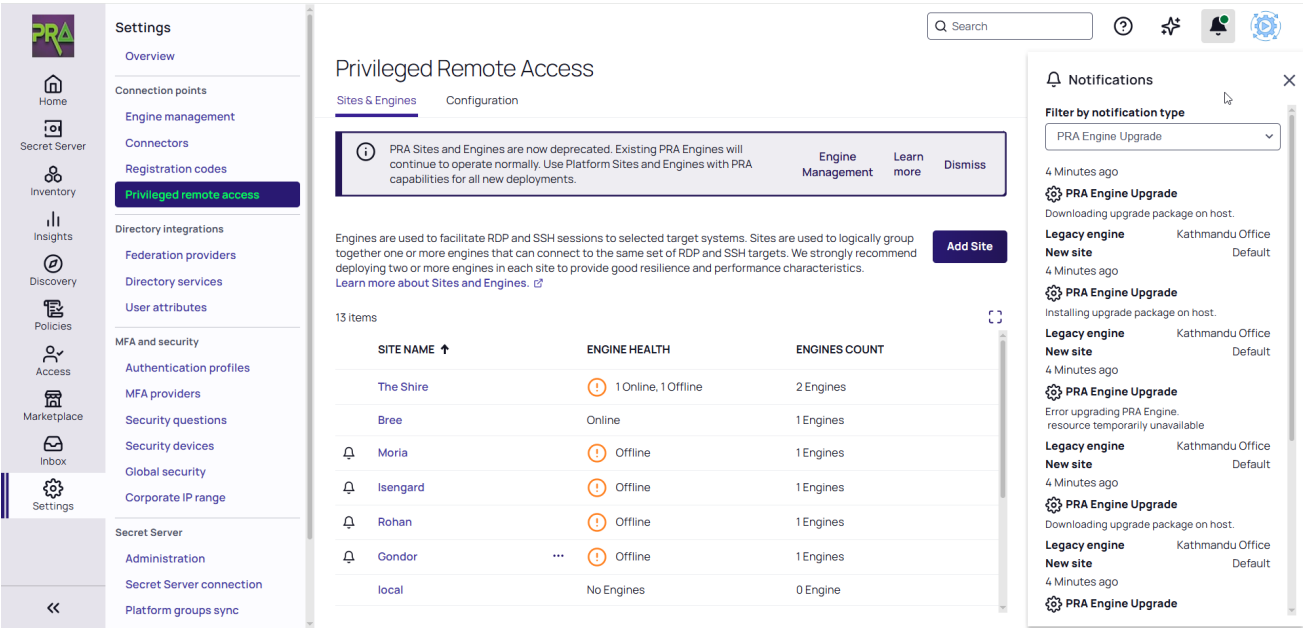 PRA
Home
Secret Server
Inventory
Insights
Discovery
Policies
Access
Marketplace
Inbox
Settings
Settings
Overview
Connection points
Engine management
Connectors
Registration codes
Privileged remote access
Directory integrations
Federation providers
Directory services
User attributes
MFA and security
Authentication profiles
MFA providers
Security questions
Security devices
Global security
Corporate IP range
Secret Server
Administration
Secret Server connection
Platform groups sync
Search
Privileged Remote Access
Sites & Engines
Configuration
PRA Sites and Engines are now deprecated. Existing PRA Engines will
continue to operate normally. Use Platform Sites and Engines with PRA
capabilities for all new deployments.
Engine
Management
Learn
more
Dismiss
Engines are used to facilitate RDP and SSH sessions to selected target systems. Sites are used to logically group
together one or more engines that can connect to the same set of RDP and SSH targets. We strongly recommend
deploying two or more engines in each site to provide good resilience and performance characteristics.
Learn more about Sites and Engines.
Add Site
13 items
SITE NAME ENGINE HEALTH ENGINES COUNT
The Shire 1 Online, 1 Offline 2 Engines
Bree Online 1 Engines
Moria Offline 1 Engines
Isengard Offline 1 Engines
Rohan Offline 1 Engines
Gondor ··· Offline 1 Engines
local No Engines 0 Engine
Notifications
Filter by notification type
PRA Engine Upgrade
4 Minutes ago
PRA Engine Upgrade
Downloading upgrade package on host.
Legacy engine Kathmandu Office
New site Default
4 Minutes ago
PRA Engine Upgrade
Installing upgrade package on host.
Legacy engine Kathmandu Office
New site Default
4 Minutes ago
PRA Engine Upgrade
Error upgrading PRA Engine.
resource temporarily unavailable
Legacy engine Kathmandu Office
New site Default
4 Minutes ago
PRA Engine Upgrade
Downloading upgrade package on host.
Legacy engine Kathmandu Office
New site Default
4 Minutes ago
PRA Engine Upgrade